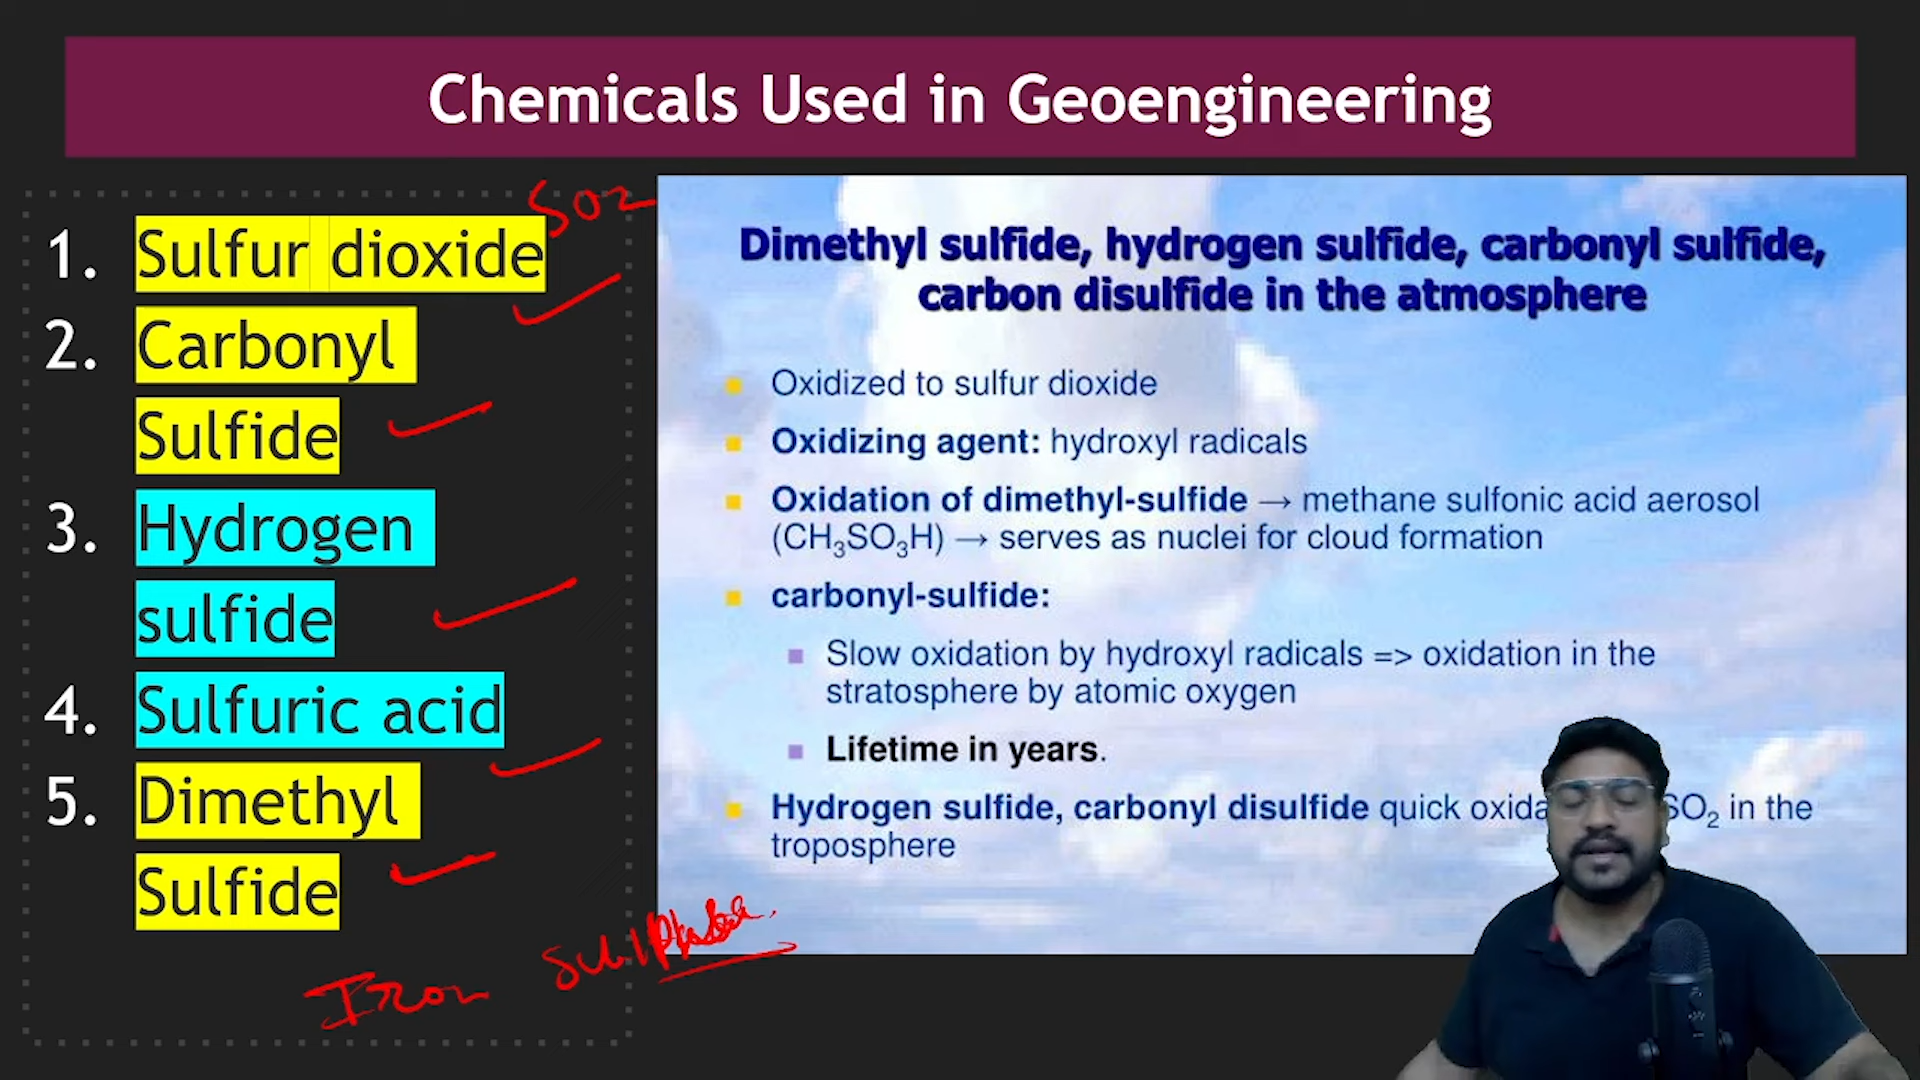 Chemicals Used in Geoengineering
SO2
1. Sulfur dioxide
2. Carbonyl
Sulfide
3. Hydrogen
sulfide
4. Sulfuric acid
5. Dimethyl
Sulfide
Iron
Dimethyl sulfide, hydrogen sulfide, carbonyl sulfide,
carbon disulfide in the atmosphere
Oxidized to sulfur dioxide
Oxidizing agent: hydroxyl radicals
Oxidation of dimethyl-sulfide → methane sulfonic acid aerosol
(CH₃SO₃H) → serves as nuclei for cloud formation
carbonyl-sulfide:
Slow oxidation by hydroxyl radicals => oxidation in the
stratosphere by atomic oxygen
Lifetime in years.
Hydrogen sulfide, carbonyl disulfide quick SO₂ in the
troposphere